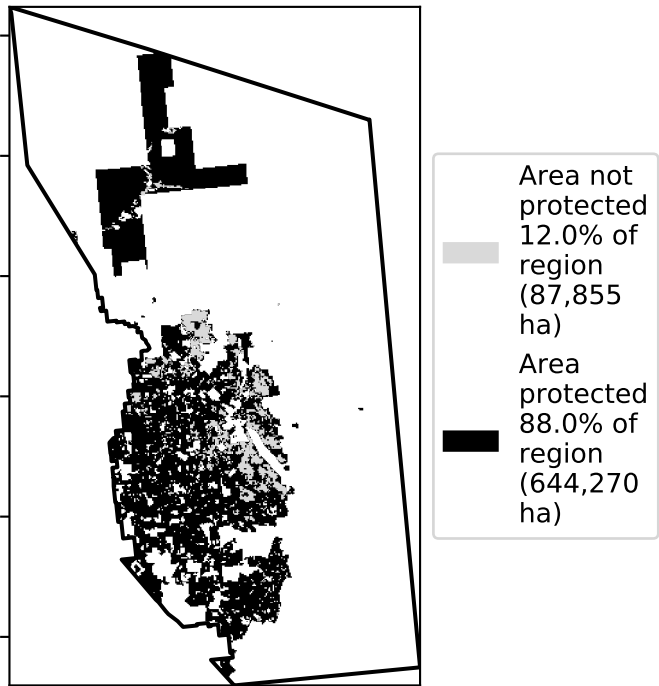 Area not
protected
12.0% of
region
(87,855
ha)
Area
protected
88.0% of
region
(644,270
ha)